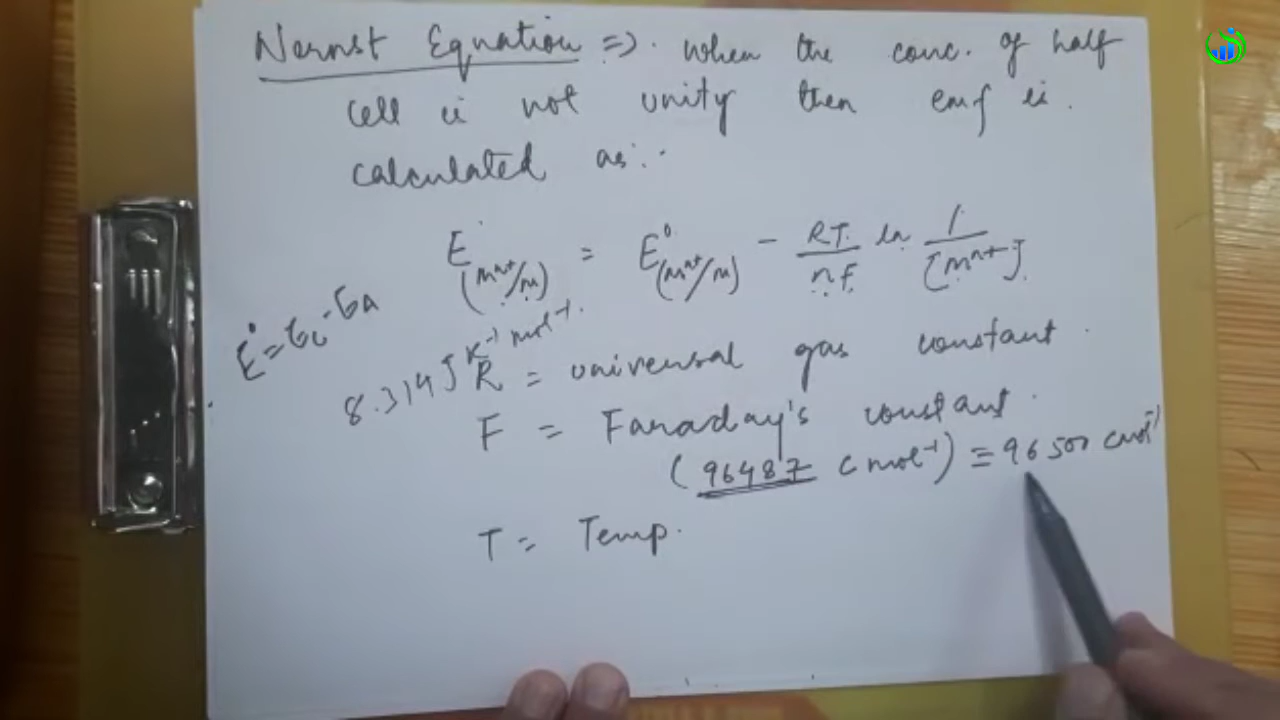 Nernst Equation ⇒ when the conc. of half
cell is not unity then emf is
calculated as:-
E(Mⁿ⁺/M) = E⁰(Mⁿ⁺/M) - RT/nF ln 1/[Mⁿ⁺]
E° = Ec - EA
8.314 J K⁻¹ mol⁻¹
R = universal gas constant.
F = Faraday's constant.
(96487 C mol⁻¹) = 96500 C mol⁻¹
T = Temp.